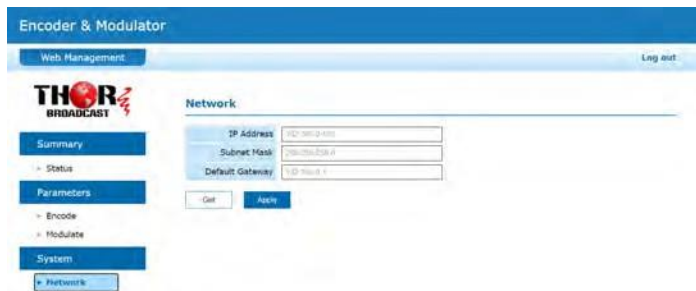 Encoder & Modulator
Web Management
Log out
THOR
BROADCAST
Summary
Status
Parameters
Encode
Modulate
System
Network
Network
IP Address
Subnet Mask
Default Gateway
Get
Apply